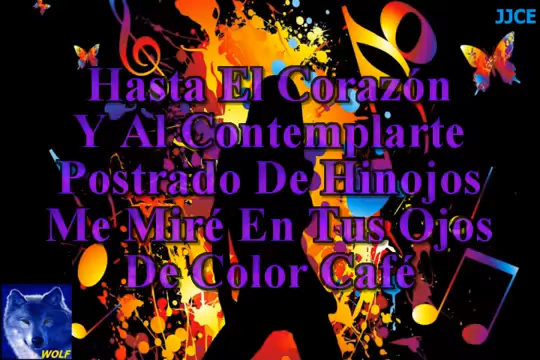 JJCE
Hasta El Corazón
Y Al Contemplarte
Postrado De Hinojos
Me Miré En Tus Ojos
De Color Café
WOLF